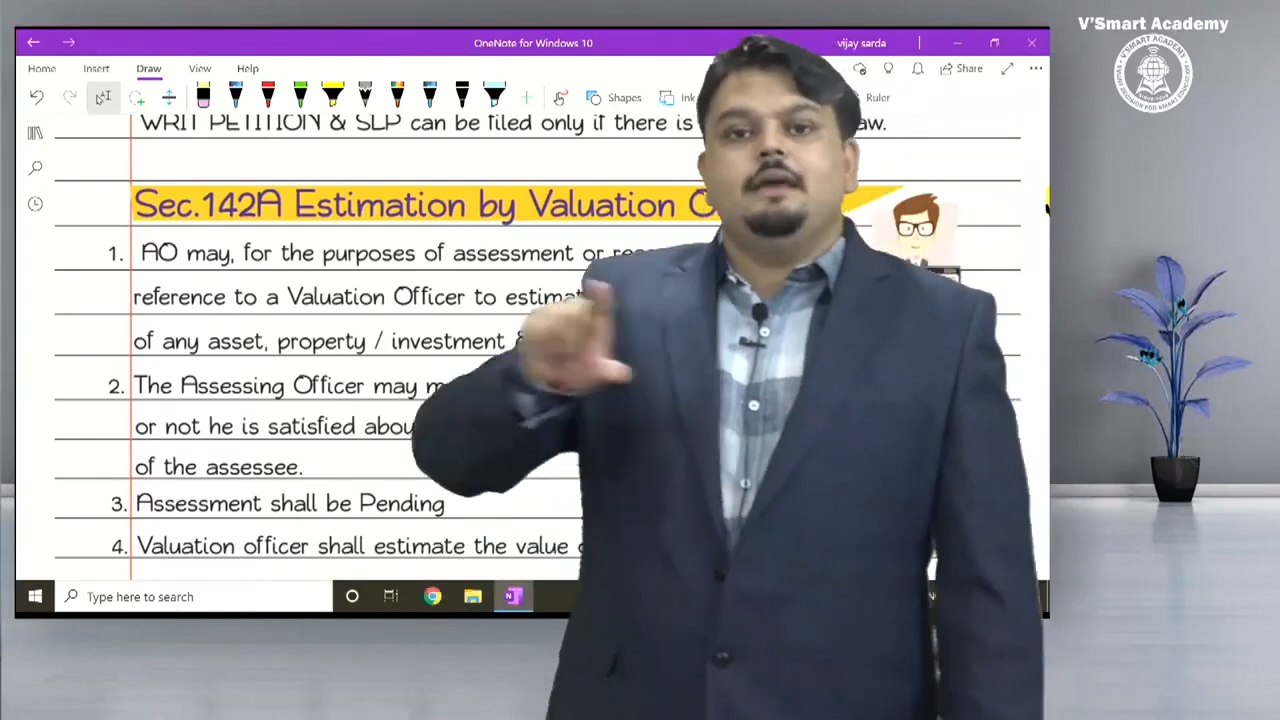 V'Smart Academy
OneNote for Windows 10
vijay sarda
Home Insert Draw View Help
Share
Shapes
Ink
Ruler
WRIT PETITION & SLP can be filed only if there is
aw.
Sec.142A Estimation by Valuation O
1. AO may, for the purposes of assessment or
reference to a Valuation Officer to
of any asset, property / investment
2. The Assessing Officer may
or not he is satisfied
of the assessee.
3. Assessment shall be Pending
4. Valuation officer shall estimate the value
Type here to search